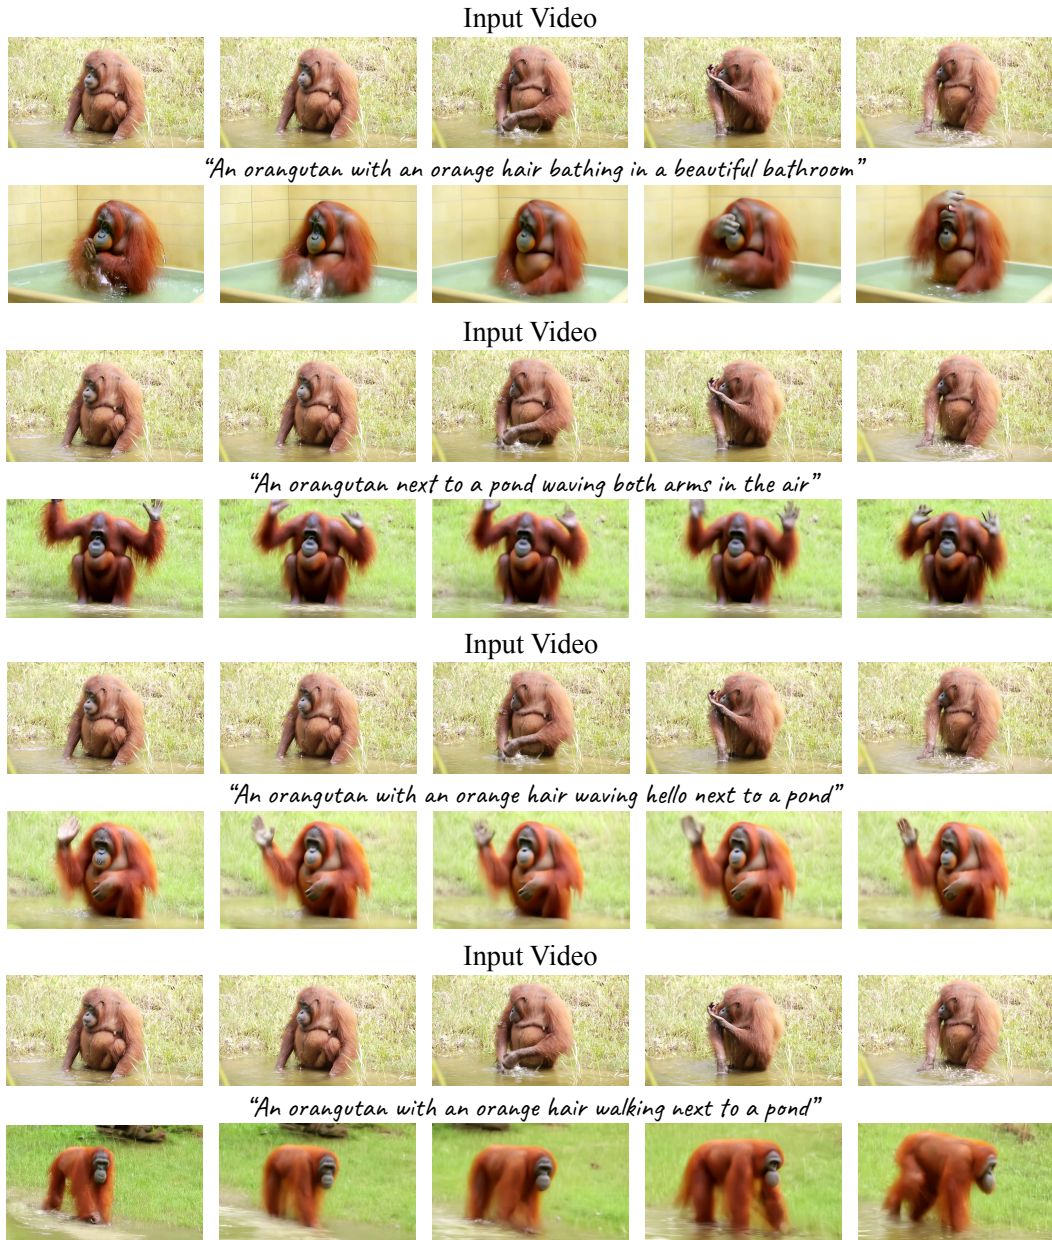 Input Video
“An orangutan with an orange hair bathing in a beautiful bathroom”
Input Video
“An orangutan next to a pond waving both arms in the air”
Input Video
“An orangutan with an orange hair waving hello next to a pond”
Input Video
“An orangutan with an orange hair walking next to a pond”